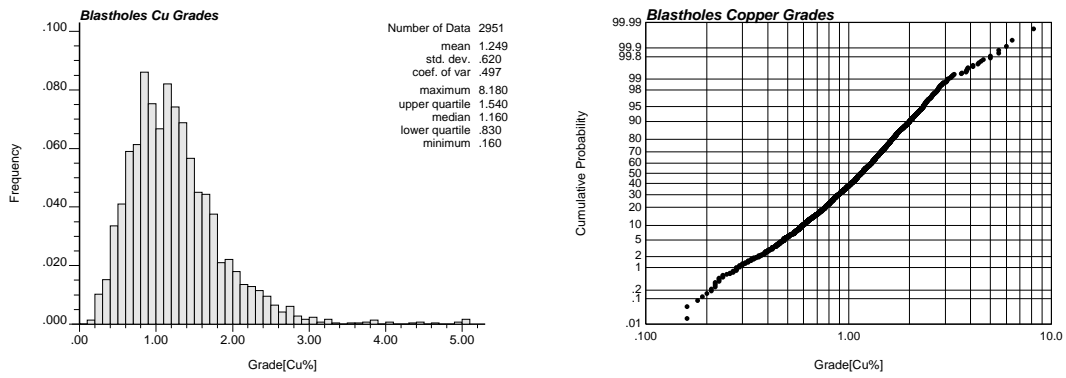 Blastholes Cu Grades
Number of Data 2951
mean 1.249
std. dev. .620
coef. of var .497
maximum 8.180
upper quartile 1.540
median 1.160
lower quartile .830
minimum .160
Frequency
.100
.080
.060
.040
.020
.000
.00 1.00 2.00 3.00 4.00 5.00
Grade[Cu%]
Blastholes Copper Grades
Cumulative Probability
99.99
99.9
99.8
99
98
95
90
80
70
60
50
40
30
20
10
5
2
1
.2
.1
.01
.100 1.00 10.0
Grade[Cu%]